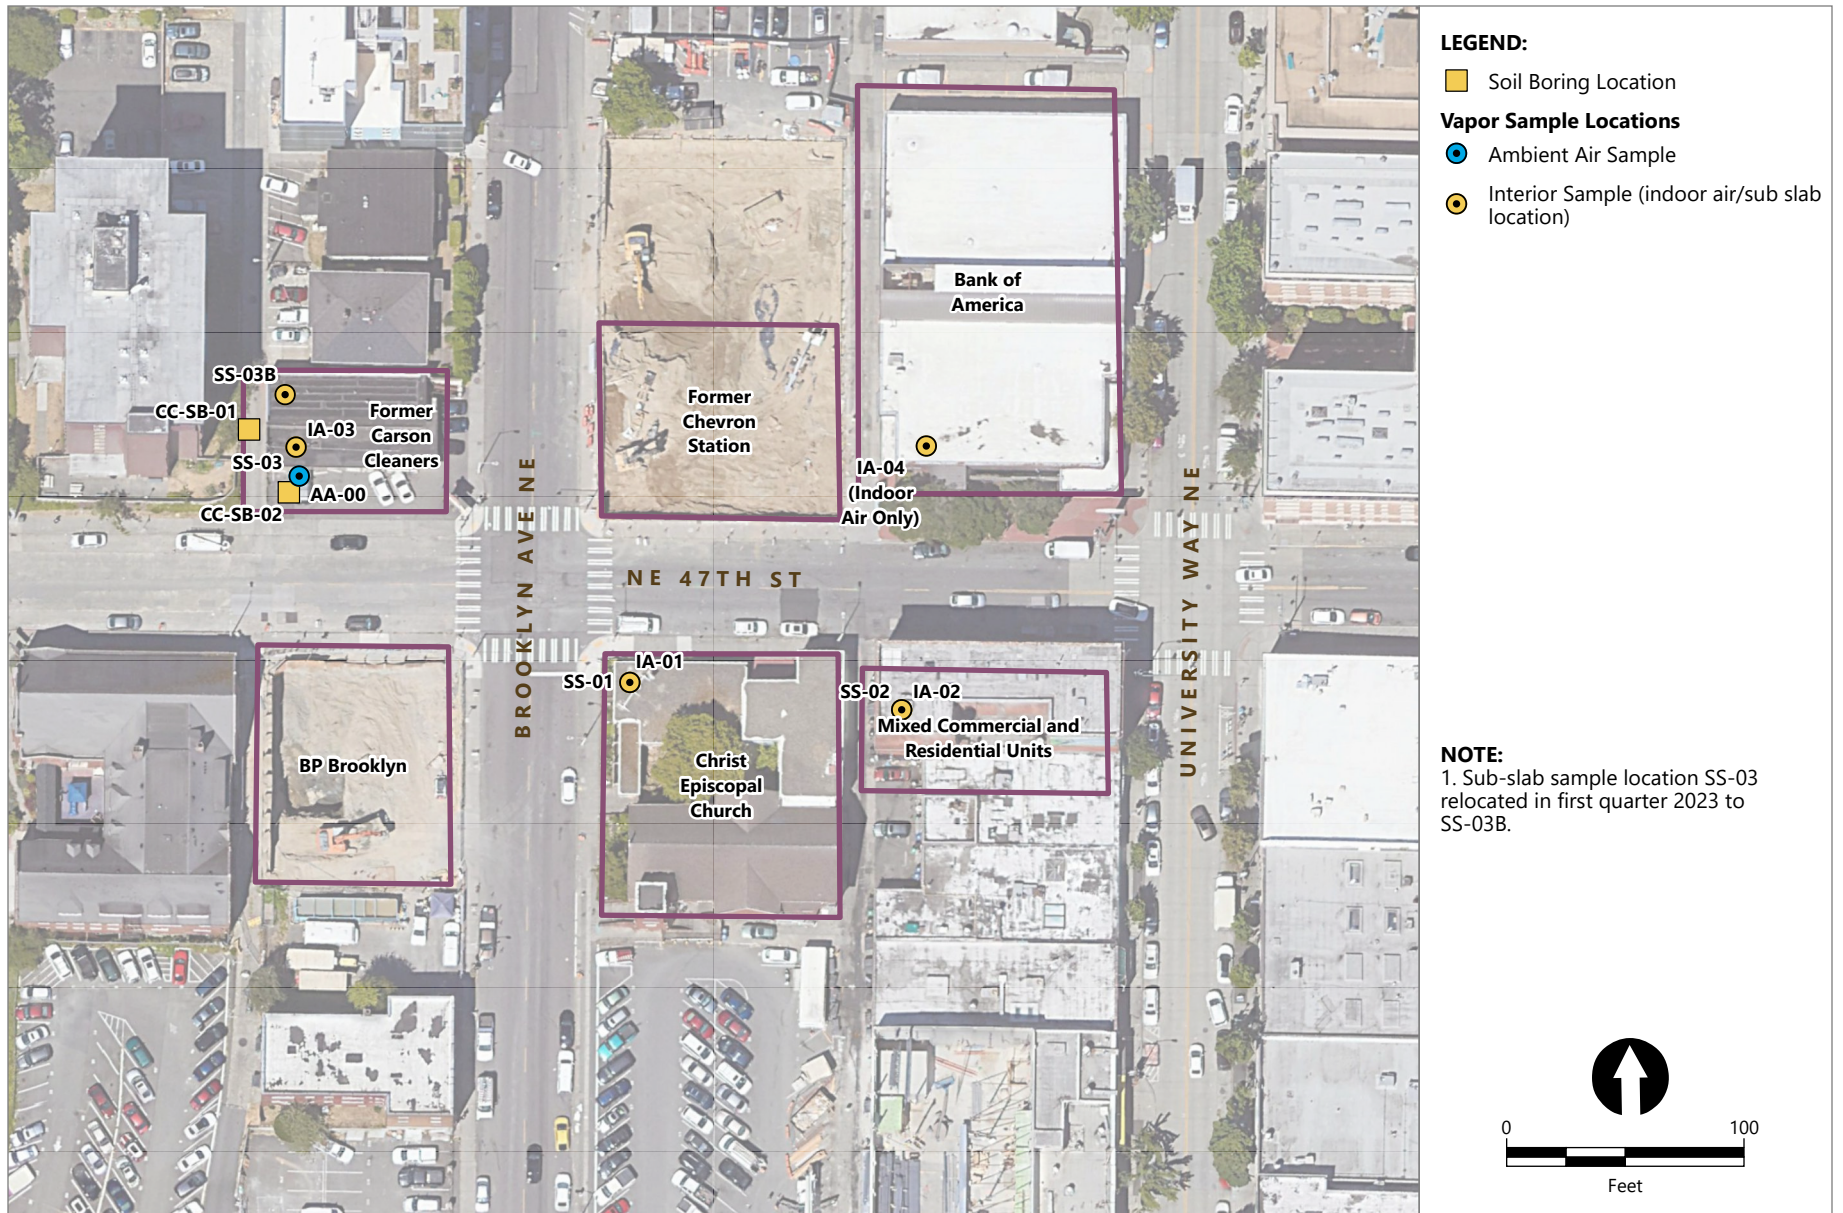 LEGEND:
Soil Boring Location
Vapor Sample Locations
Ambient Air Sample
Interior Sample (indoor air/sub slab
location)
Bank of
America
SS-03B
CC-SB-01
IA-03
SS-03
AA-00
CC-SB-02
Former
Carson
Cleaners
Former
Chevron
Station
IA-04
(Indoor
Air Only)
BROOKLYN AVE NE
NE 47TH ST
UNIVERSITY WAY NE
IA-01
SS-01
SS-02
IA-02
Mixed Commercial and
Residential Units
BP Brooklyn
Christ
Episcopal
Church
NOTE:
1. Sub-slab sample location SS-03
relocated in first quarter 2023 to
SS-03B.
0
100
Feet